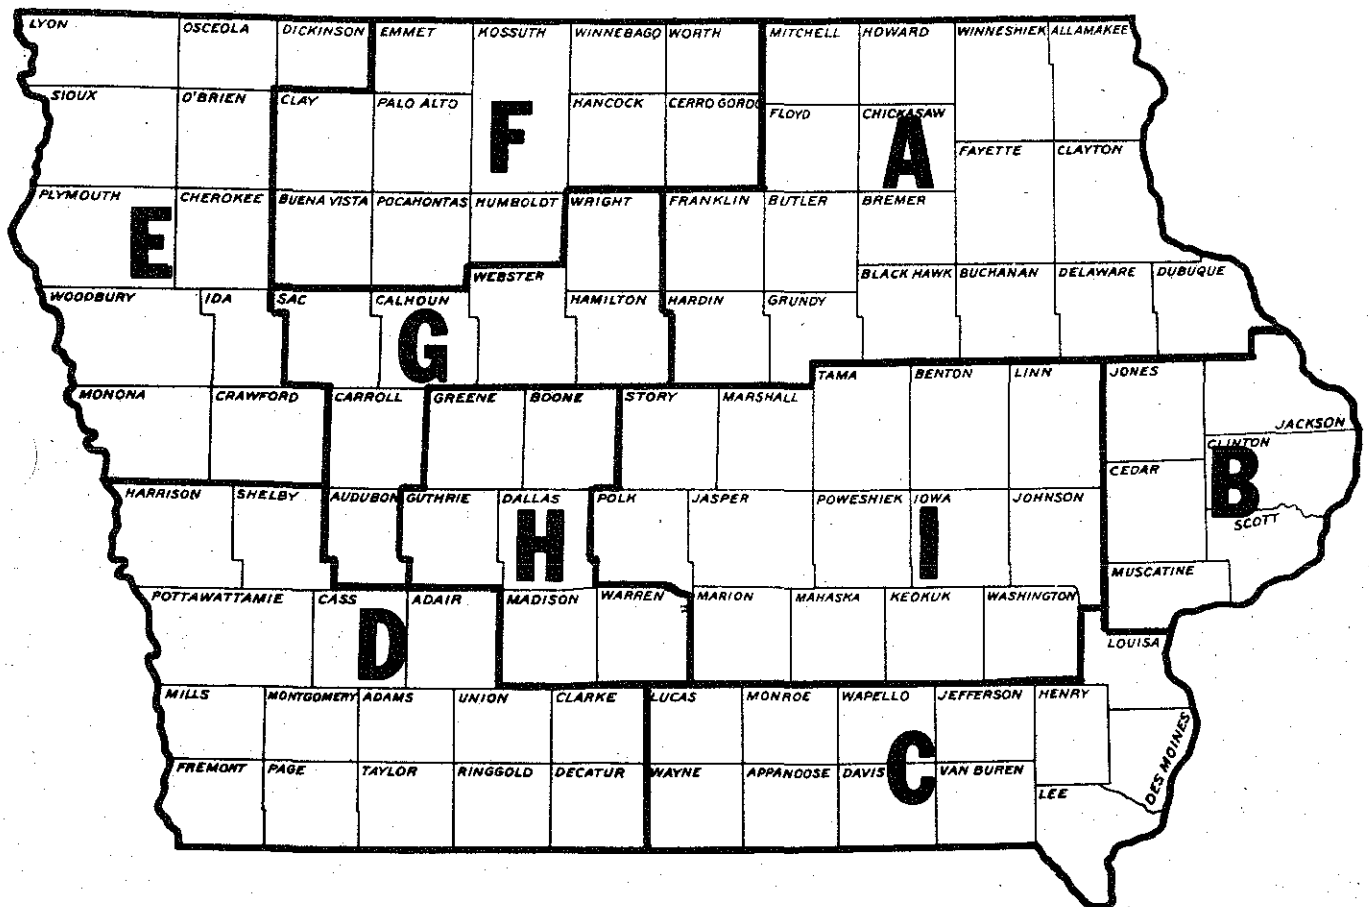 LYON OSCEOLA DICKINSON EMMET KOSSUTH WINNEBAGO WORTH MITCHELL HOWARD WINNESHIEK ALLAMAKEE
SIOUX O'BRIEN CLAY PALO ALTO HANCOCK CERRO GORDO FLOYD CHICKASAW
F A
FAYETTE CLAYTON
PLYMOUTH CHEROKEE BUENA VISTA POCAHONTAS HUMBOLDT WRIGHT FRANKLIN BUTLER BREMER
E
WEBSTER BLACK HAWK BUCHANAN DELAWARE DUBUQUE
WOODBURY IDA SAC CALHOUN HAMILTON HARDIN GRUNDY
G
TAMA BENTON LINN JONES
MONONA CRAWFORD CARROLL GREENE BOONE STORY MARSHALL
JACKSON
CLINTON
CEDAR
B
HARRISON SHELBY AUDUBON GUTHRIE DALLAS POLK JASPER POWESHIEK IOWA JOHNSON
SCOTT
H I
MUSCATINE
POTTAWATTAMIE CASS ADAIR MADISON WARREN MARION MAHASKA KEOKUK WASHINGTON
D
LOUISA
MILLS MONTGOMERY ADAMS UNION CLARKE LUCAS MONROE WAPELLO JEFFERSON HENRY
DES MOINES
C
FREMONT PAGE TAYLOR RINGGOLD DECATUR WAYNE APPANOOSE DAVIS VAN BUREN
LEE